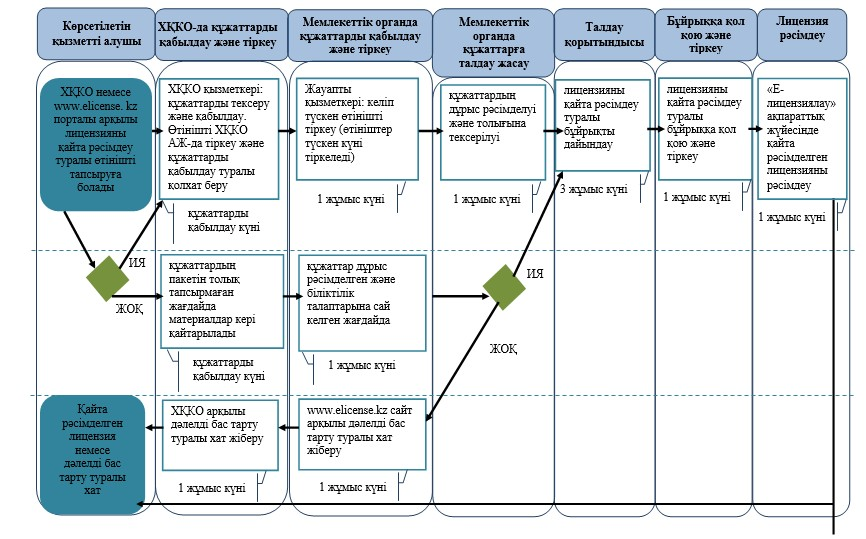 Көрсетілетін
қызметті алушы
ХҚКО-да құжаттарды
қабылдау және тіркеу
Мемлекеттік органда
құжаттарды қабылдау
және тіркеу
Мемлекеттік
органда
құжаттарға
талдау жасау
Талдау
қорытындысы
Бұйрыққа қол
қою және
тіркеу
Лицензия
рәсімдеу
ХҚКО немесе
www.elicense. kz
порталы арқылы
лицензияны
қайта рәсімдеу
туралы өтінішті
тапсыруға
болады
ХҚКО қызметкері:
құжаттарды тексеру
және қабылдау.
Өтінішті ХҚКО
АЖ-да тіркеу және
құжаттарды
қабылдау туралы
қолхат беру
құжаттарды
қабылдау күні
Жауапты
қызметкері: келіп
түскен өтінішті
тіркеу (өтініштер
түскен күні
тіркеледі)
1 жұмыс күні
құжаттардың
дұрыс рәсімделуі
және толығына
тексерілуі
1 жұмыс күні
лицензияны
қайта рәсімдеу
туралы
бұйрықты
дайындау
3 жұмыс күні
лицензияны
қайта рәсімдеу
туралы
бұйрыққа қол
қою және
тіркеу
1 жұмыс күні
«Е-
лицензиялау»
ақпараттық
жүйесінде
қайта
рәсімделген
лицензияны
рәсімдеу
1 жұмыс күні
ИЯ
ЖОҚ
құжаттардың
пакетін толық
тапсырмаған
жағдайда
материалдар кері
қайтарылады
құжаттарды
қабылдау күні
құжаттар дұрыс
рәсімделген және
біліктілік
талаптарына сай
келген жағдайда
1 жұмыс күні
ИЯ
ЖОҚ
Қайта
рәсімделген
лицензия
немесе
дәлелді бас
тарту туралы
хат
ХҚКО арқылы
дәлелді бас тарту
туралы хат жіберу
1 жұмыс күні
www.elicense.kz сайт
арқылы дәлелді бас
тарту туралы хат
жіберу
1 жұмыс күні